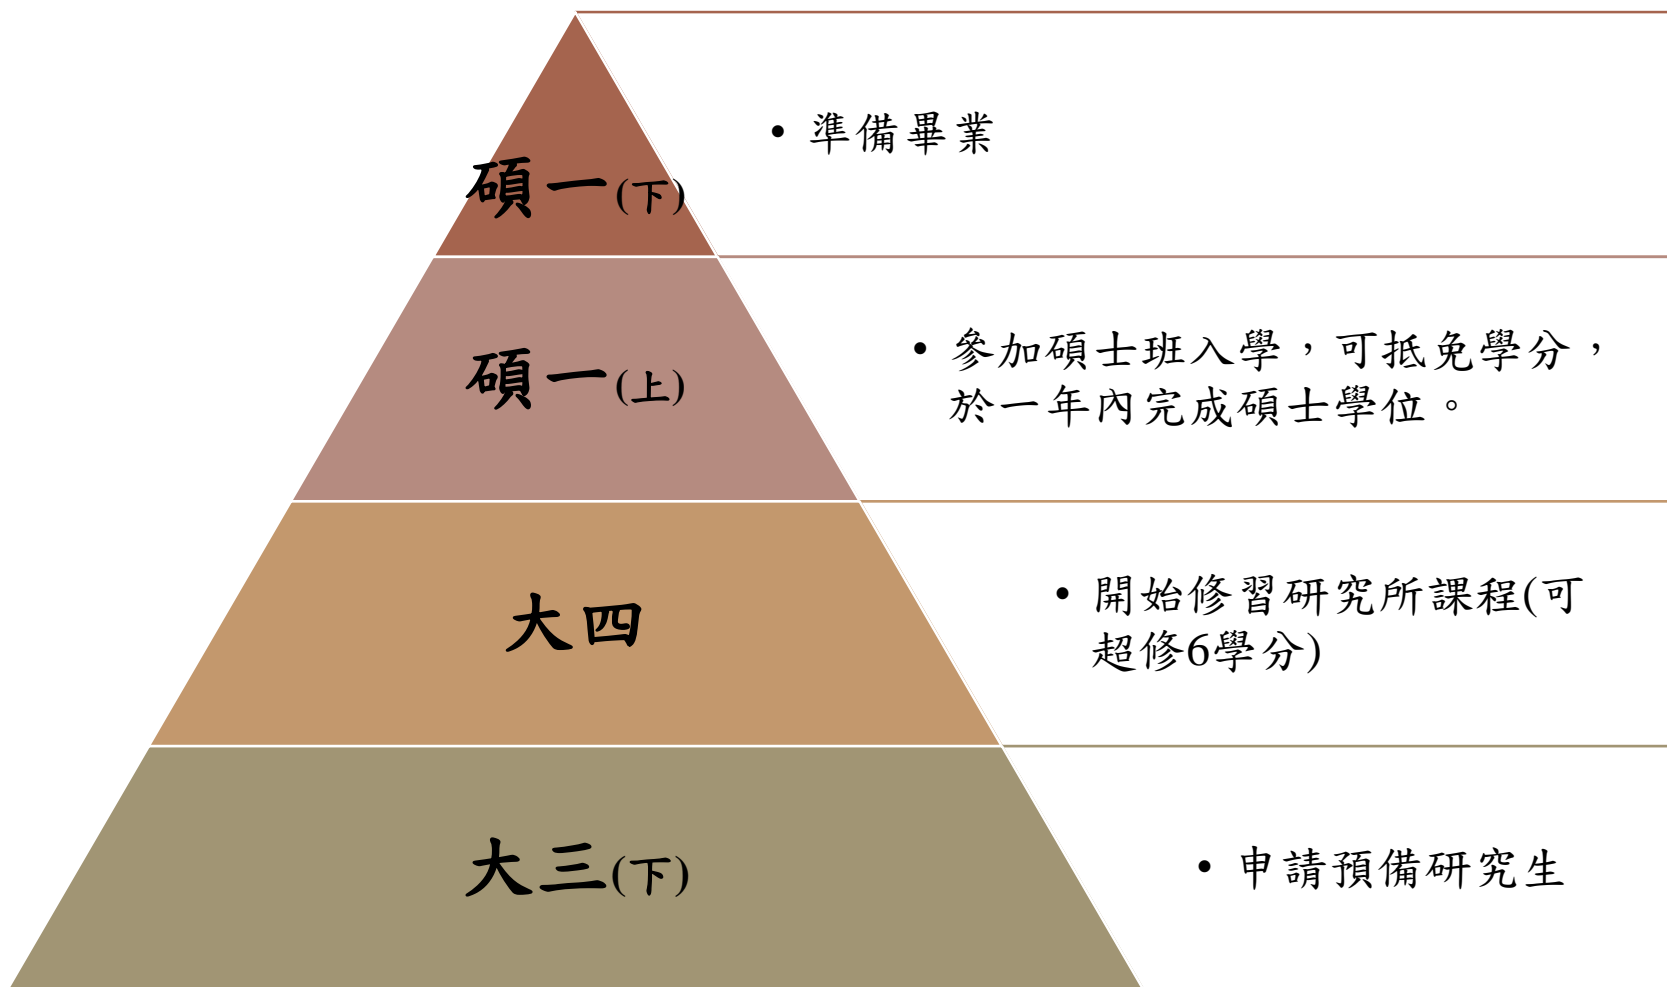 • 準備畢業
碩一(下)
• 參加碩士班入學，可抵免學分，
於一年內完成碩士學位。
碩一(上)
• 開始修習研究所課程(可
超修6學分)
大四
• 申請預備研究生
大三(下)